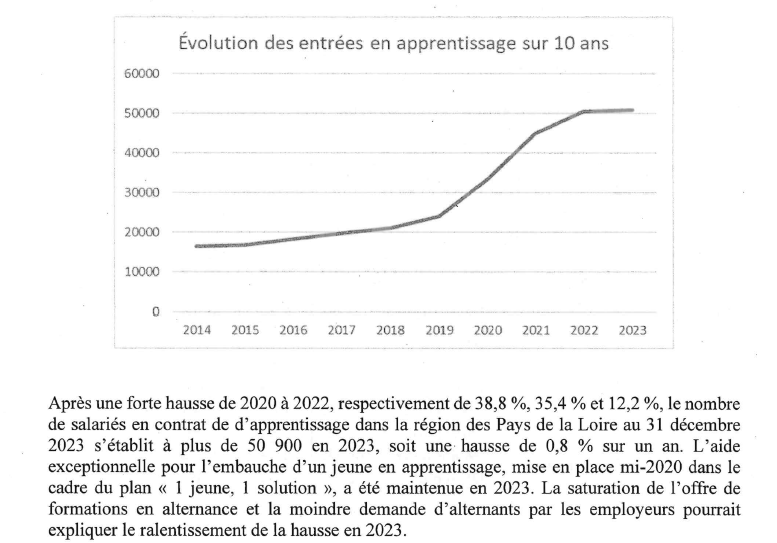 Évolution des entrées en apprentissage sur 10 ans
60000
50000
40000
30000
20000
10000
0
2014 2015 2016 2017 2018 2019 2020 2021 2022 2023
Après une forte hausse de 2020 à 2022, respectivement de 38,8 %, 35,4 % et 12,2 %, le nombre
de salariés en contrat de d’apprentissage dans la région des Pays de la Loire au 31 décembre
2023 s’établit à plus de 50 900 en 2023, soit une hausse de 0,8 % sur un an. L’aide
exceptionnelle pour l’embauche d’un jeune en apprentissage, mise en place mi-2020 dans le
cadre du plan « 1 jeune, 1 solution », a été maintenue en 2023. La saturation de l’offre de
formations en alternance et la moindre demande d’alternants par les employeurs pourrait
expliquer le ralentissement de la hausse en 2023.